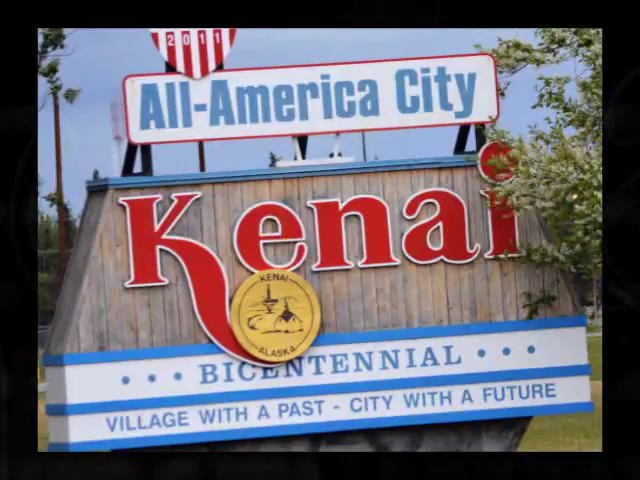 2011
All-America City
Kenai
KENAI
ALASKA
• • • BICENTENNIAL • • •
VILLAGE WITH A PAST - CITY WITH A FUTURE